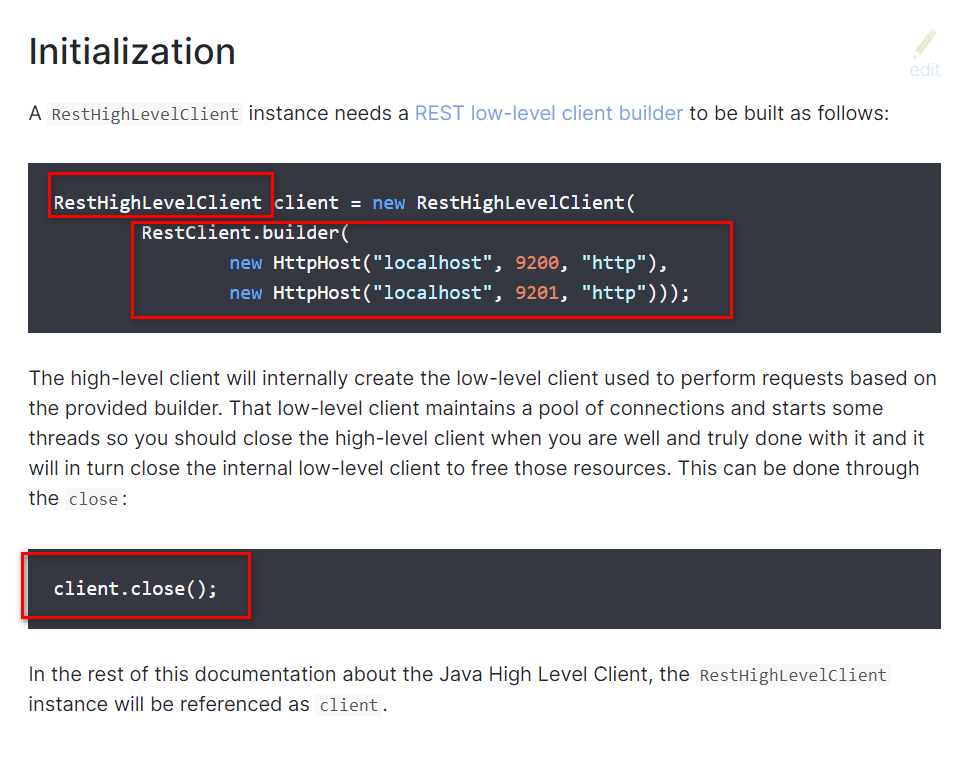 Initialization
edit
A RestHighLevelClient instance needs a REST low-level client builder to be built as follows:
RestHighLevelClient client = new RestHighLevelClient(
        RestClient.builder(
                new HttpHost("localhost", 9200, "http"),
                new HttpHost("localhost", 9201, "http")));
The high-level client will internally create the low-level client used to perform requests based on
the provided builder. That low-level client maintains a pool of connections and starts some
threads so you should close the high-level client when you are well and truly done with it and it
will in turn close the internal low-level client to free those resources. This can be done through
the close:
client.close();
In the rest of this documentation about the Java High Level Client, the RestHighLevelClient
instance will be referenced as client.